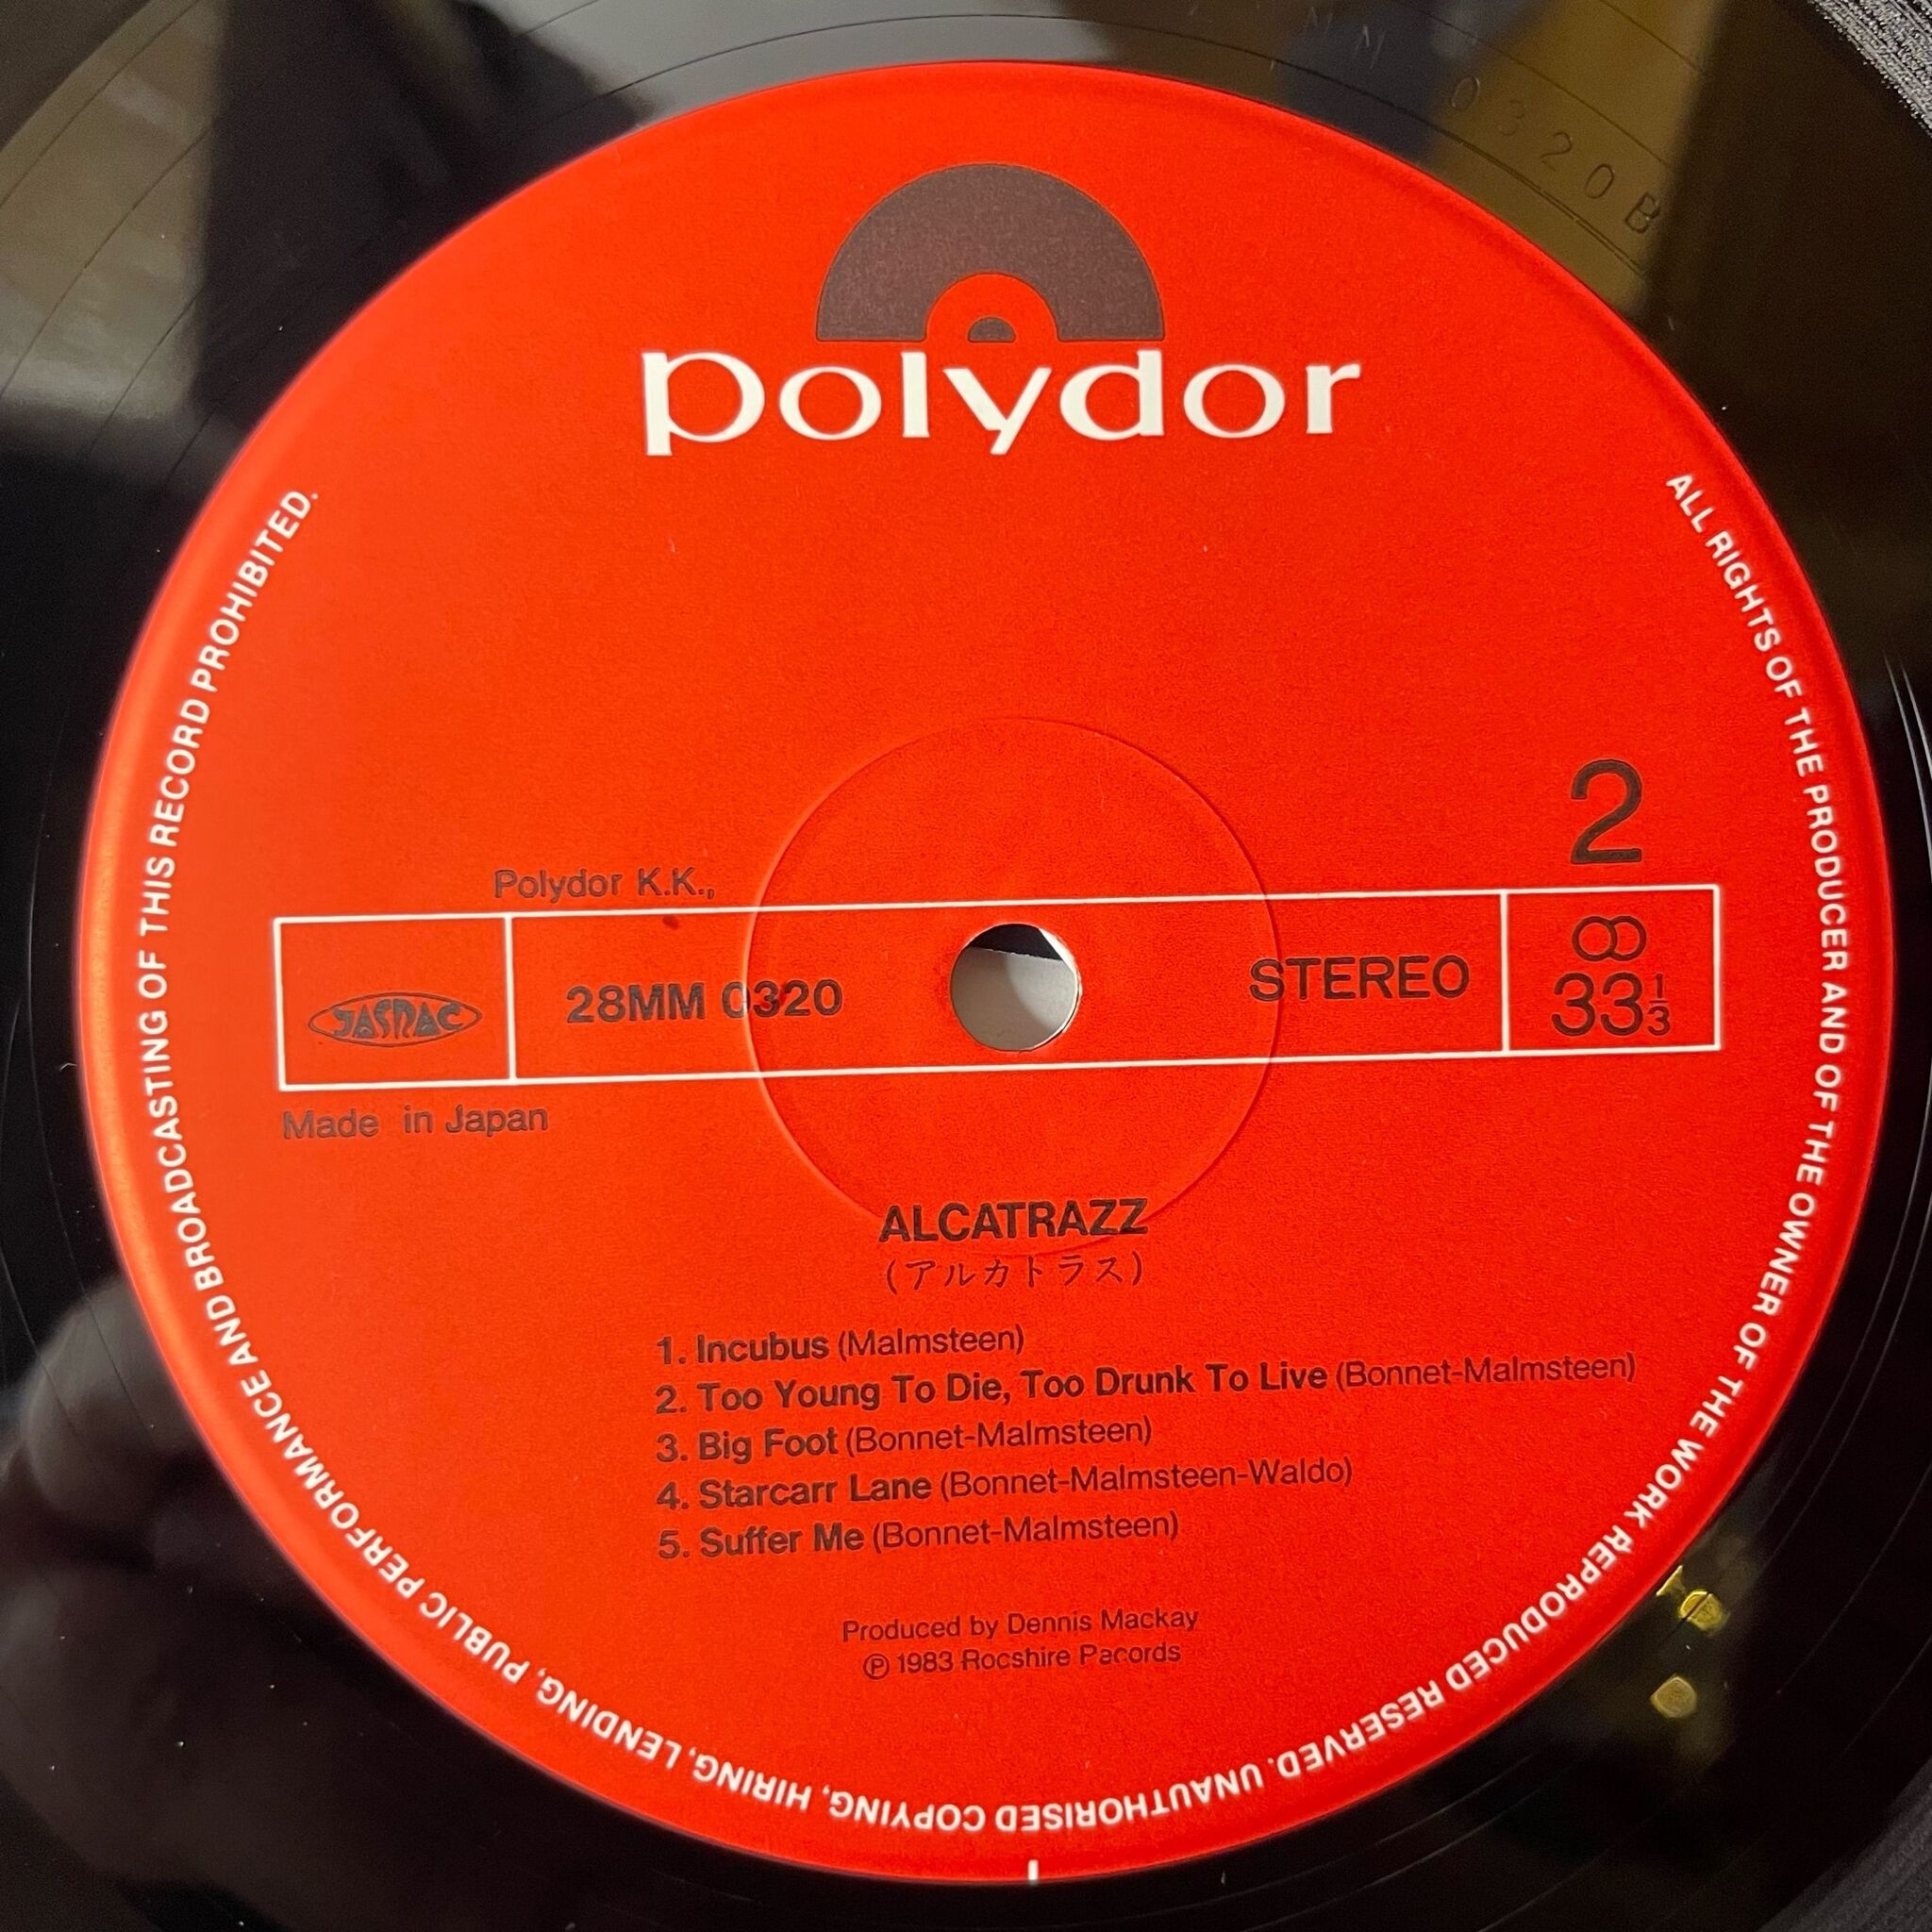 MM 0320B
polydor
2
Polydor K.K.,
JASRAC
28MM 0320
STEREO
33 1/3
Made in Japan
ALCATRAZZ
(アルカトラス)
1. Incubus (Malmsteen)
2. Too Young To Die, Too Drunk To Live (Bonnet-Malmsteen)
3. Big Foot (Bonnet-Malmsteen)
4. Starcarr Lane (Bonnet-Malmsteen-Waldo)
5. Suffer Me (Bonnet-Malmsteen)
Produced by Dennis Mackay
Ⓟ 1983 Rocshire Pacords
ALL RIGHTS OF THE PRODUCER AND OF THE OWNER OF THE WORK REPRODUCED RESERVED. UNAUTHORISED COPYING, HIRING, LENDING, PUBLIC PERFORMANCE AND BROADCASTING OF THIS RECORD PROHIBITED.